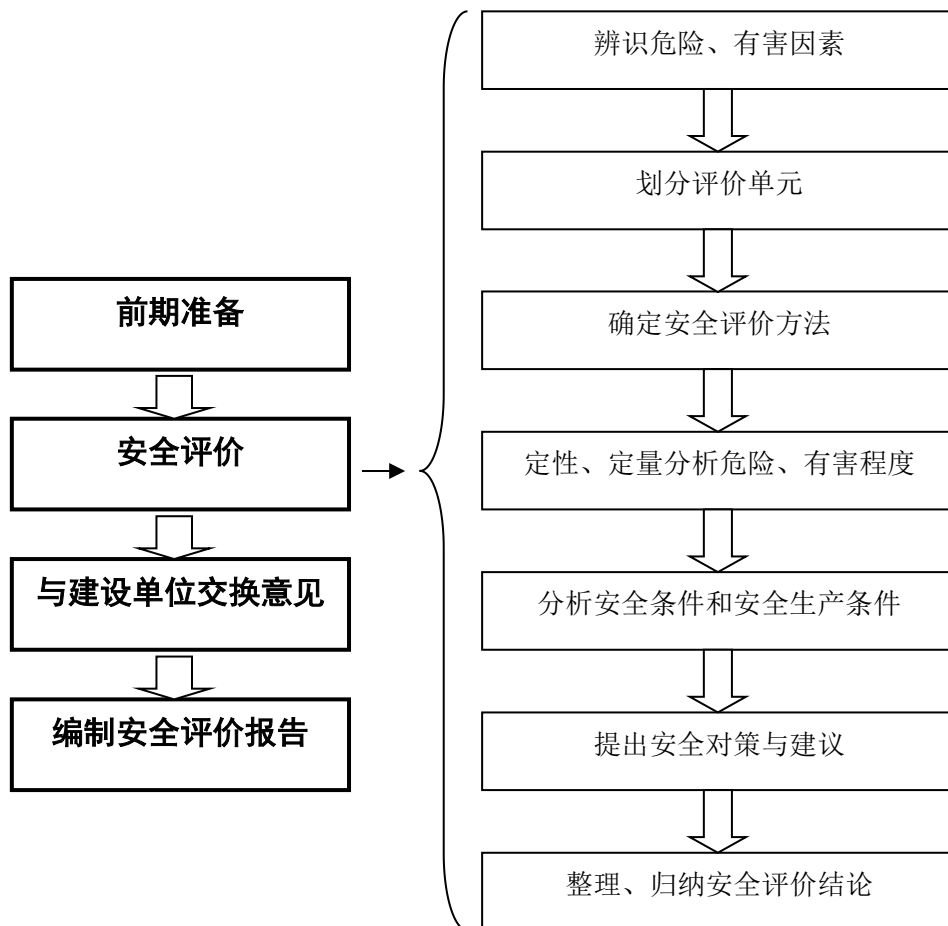 前期准备
安全评价
与建设单位交换意见
编制安全评价报告
辨识危险、有害因素
划分评价单元
确定安全评价方法
定性、定量分析危险、有害程度
分析安全条件和安全生产条件
提出安全对策与建议
整理、归纳安全评价结论